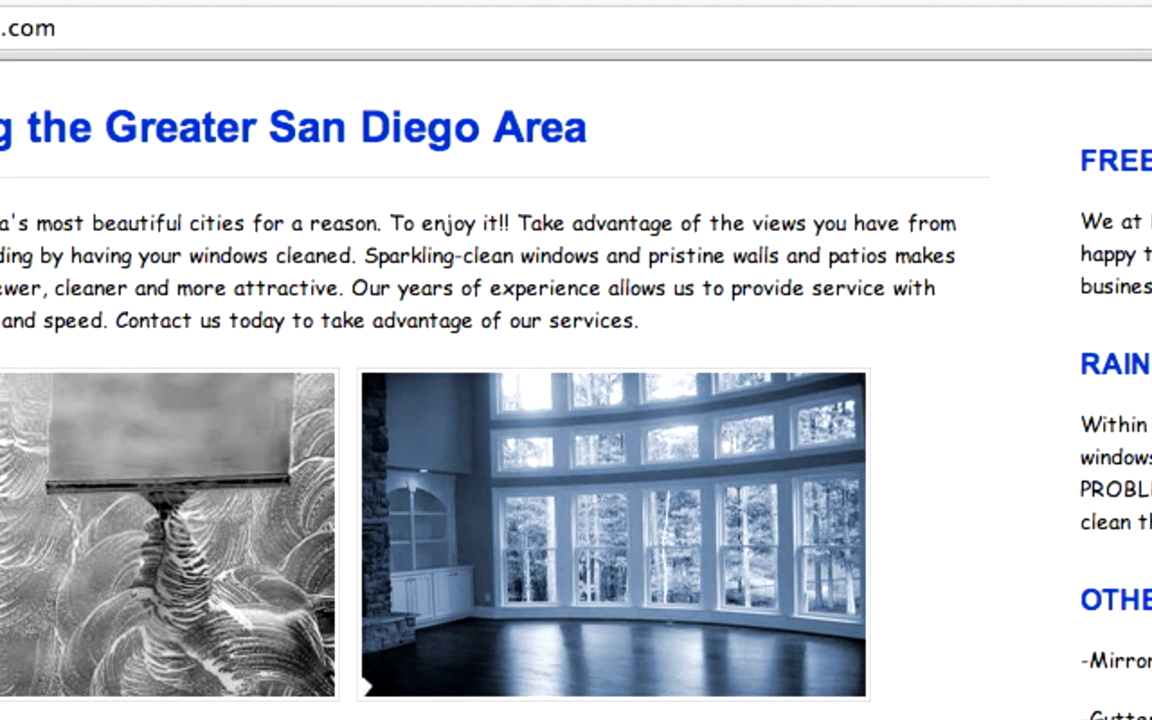 .com
g the Greater San Diego Area
a's most beautiful cities for a reason. To enjoy it!! Take advantage of the views you have from
ding by having your windows cleaned. Sparkling-clean windows and pristine walls and patios makes
ewer, cleaner and more attractive. Our years of experience allows us to provide service with
and speed. Contact us today to take advantage of our services.
FREE
We at
happy t
busines
RAIN
Within
windows
PROBL
clean th
OTHE
-Mirror
-Gutter